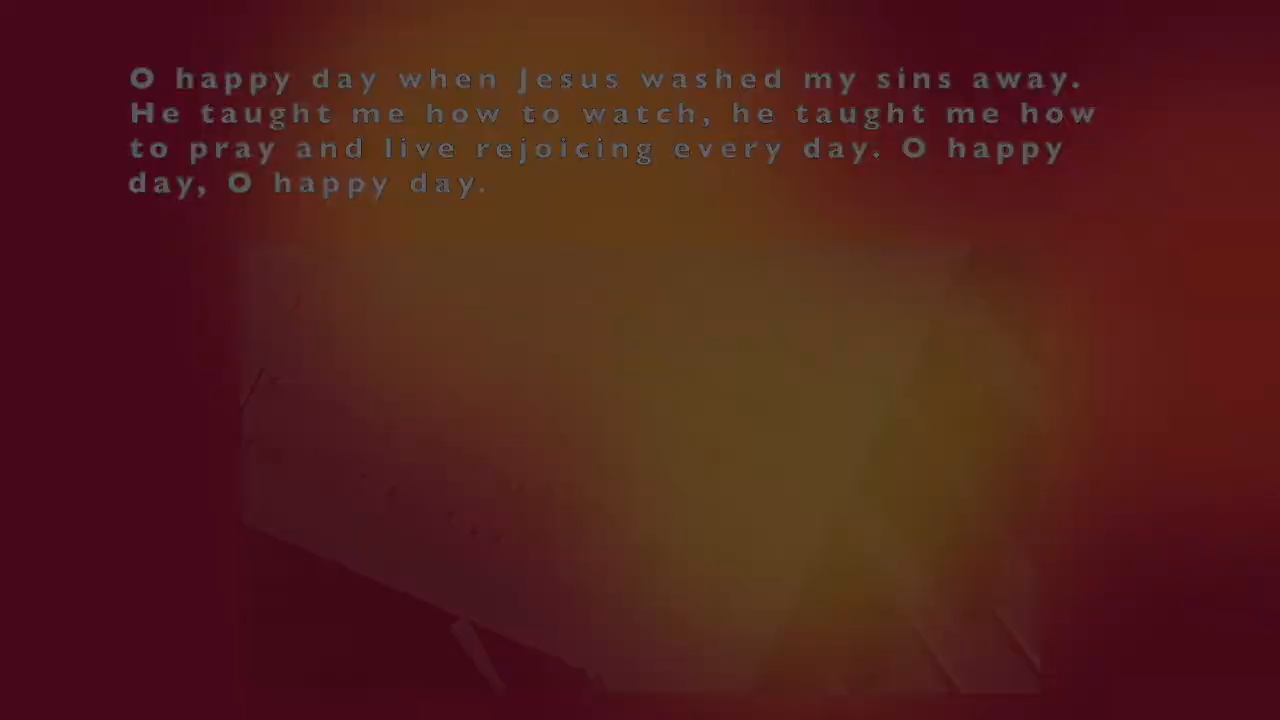 O happy day when Jesus washed my sins away.
He taught me how to watch, he taught me how
to pray and live rejoicing every day. O happy
day, O happy day.